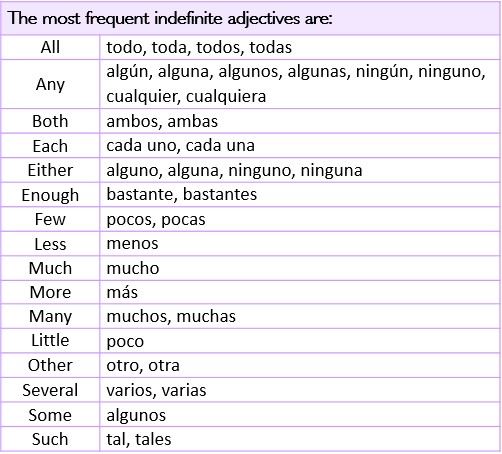 The most frequent indefinite adjectives are:
All todo, toda, todos, todas
Any algún, alguna, algunos, algunas, ningún, ninguno,
cualquier, cualquiera
Both ambos, ambas
Each cada uno, cada una
Either alguno, alguna, ninguno, ninguna
Enough bastante, bastantes
Few pocos, pocas
Less menos
Much mucho
More más
Many muchos, muchas
Little poco
Other otro, otra
Several varios, varias
Some algunos
Such tal, tales